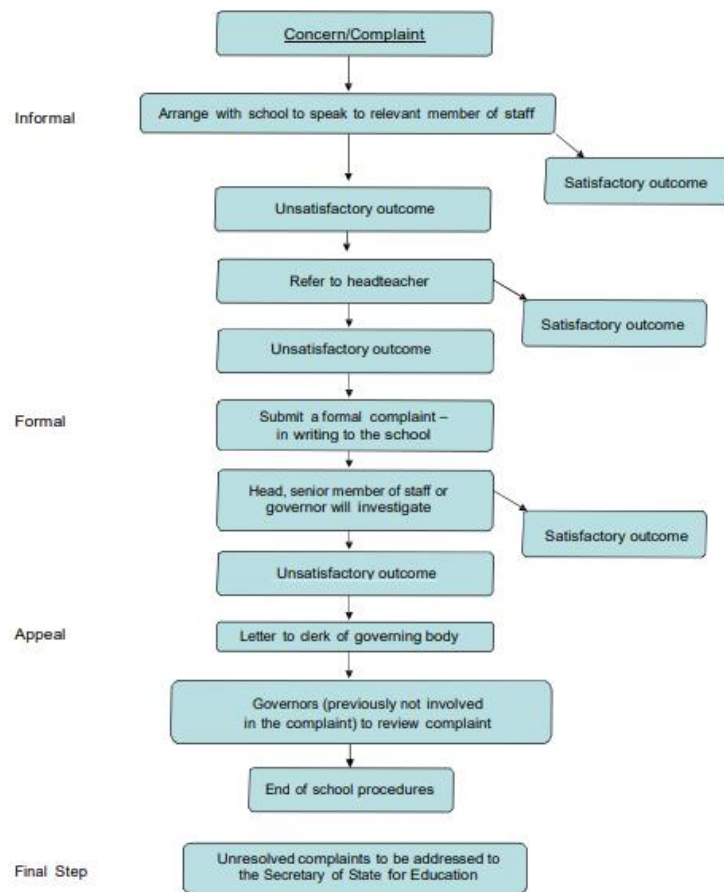 Concern/Complaint
Informal
Arrange with school to speak to relevant member of staff
Satisfactory outcome
Unsatisfactory outcome
Refer to headteacher
Satisfactory outcome
Unsatisfactory outcome
Formal
Submit a formal complaint –
in writing to the school
Head, senior member of staff or
governor will investigate
Satisfactory outcome
Unsatisfactory outcome
Appeal
Letter to clerk of governing body
Governors (previously not involved
in the complaint) to review complaint
End of school procedures
Final Step
Unresolved complaints to be addressed to
the Secretary of State for Education